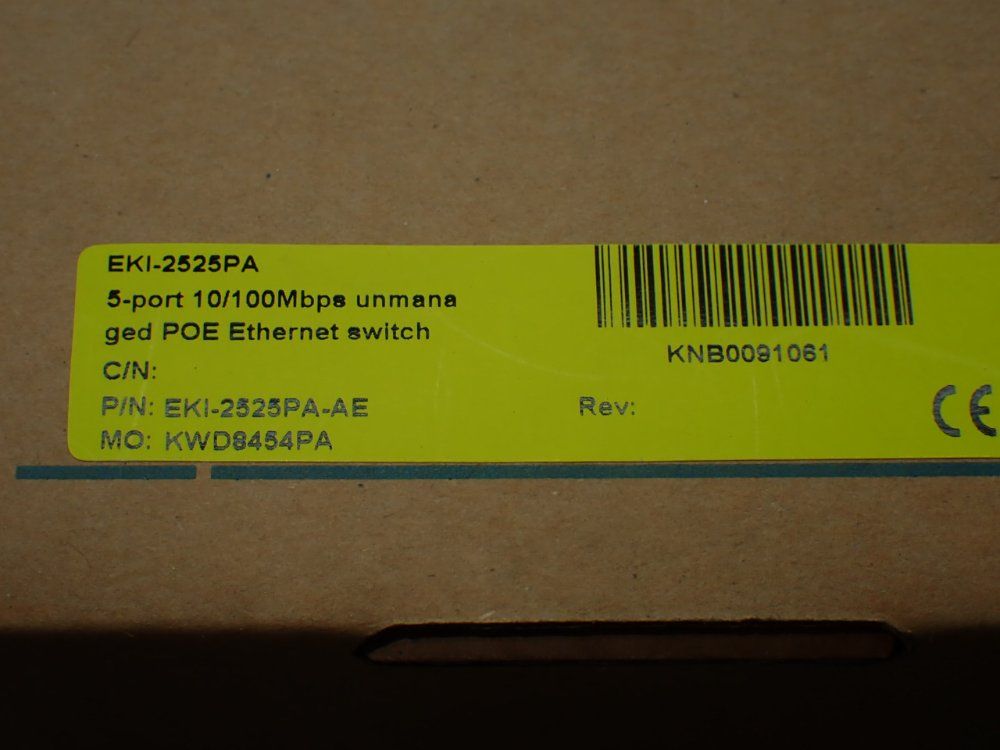 EKI-2525PA
5-port 10/100Mbps unmana
ged POE Ethernet switch
C/N:
P/N: EKI-2525PA-AE
MO: KWD8454PA
KNB0091061
Rev:
CE